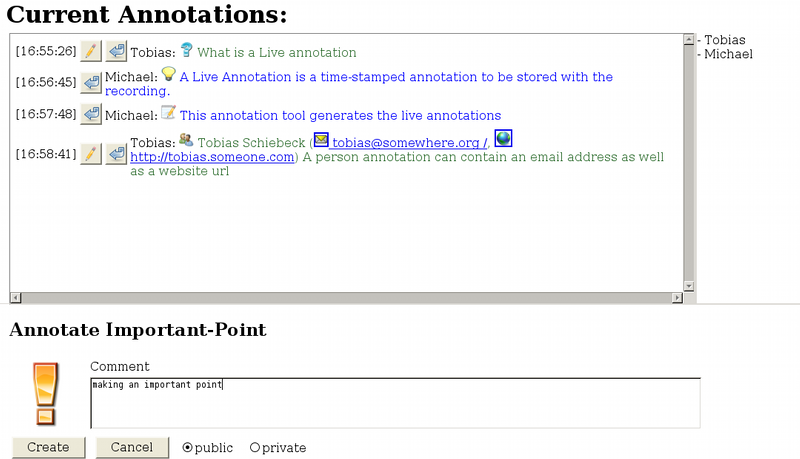 Current Annotations:
[16:55:26] Tobias: What is a Live annotation
- Tobias
- Michael
[16:56:45] Michael: A Live Annotation is a time-stamped annotation to be stored with the
recording.
[16:57:48] Michael: This annotation tool generates the live annotations
[16:58:41] Tobias: Tobias Schiebeck ( tobias@somewhere.org /,
http://tobias.someone.com) A person annotation can contain an email address as well
as a website url
Annotate Important-Point
Comment
making an important point
Create Cancel public private